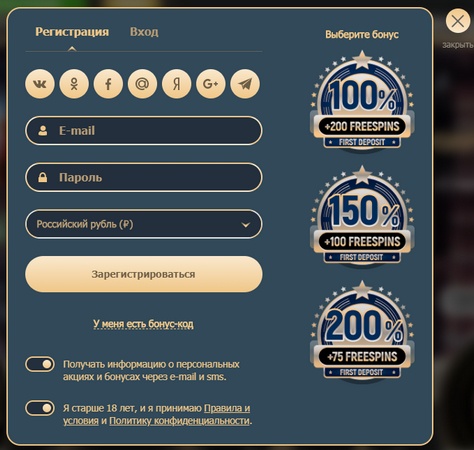 Регистрация Вход
Выберите бонус
закрыть
E-mail
Пароль
Российский рубль (₽)
Зарегистрироваться
У меня есть бонус-код
Получать информацию о персональных
акциях и бонусах через e-mail и sms.
Я старше 18 лет, и я принимаю Правила и
условия и Политику конфиденциальности.
100%
+200 FREESPINS
FIRST DEPOSIT
150%
+100 FREESPINS
FIRST DEPOSIT
200%
+75 FREESPINS
FIRST DEPOSIT